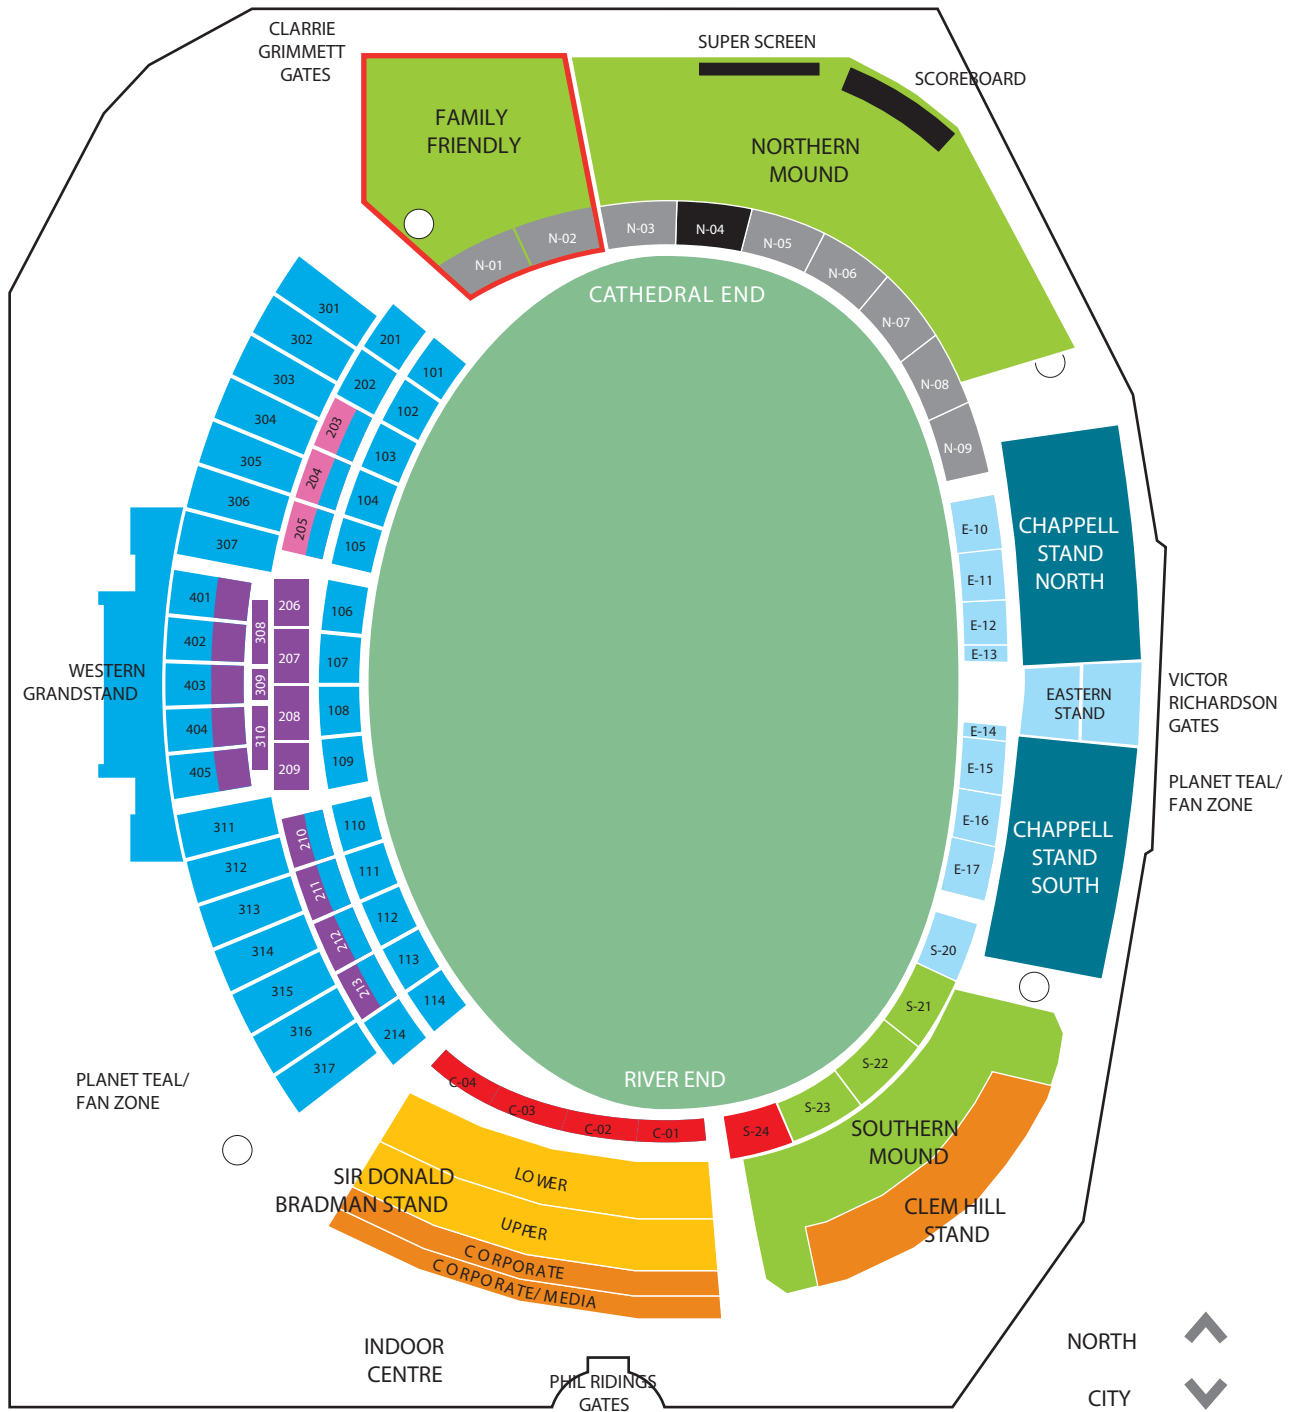 CLARRIE
GRIMMETT
GATES
SUPER SCREEN
SCOREBOARD
FAMILY
FRIENDLY
NORTHERN
MOUND
N-01
N-02
N-03
N-04
N-05
N-06
N-07
N-08
N-09
CATHEDRAL END
301
302
303
304
305
306
307
201
202
203
204
205
101
102
103
104
105
401
402
403
404
405
308
309
310
206
207
208
209
106
107
108
109
WESTERN
GRANDSTAND
311
312
313
314
315
316
317
210
211
212
213
214
110
111
112
113
114
E-10
E-11
E-12
E-13
E-14
E-15
E-16
E-17
CHAPPELL
STAND
NORTH
EASTERN
STAND
CHAPPELL
STAND
SOUTH
VICTOR
RICHARDSON
GATES
PLANET TEAL/
FAN ZONE
S-20
S-21
S-22
S-23
S-24
RIVER END
C-04
C-03
C-02
C-01
PLANET TEAL/
FAN ZONE
SOUTHERN
MOUND
CLEM HILL
STAND
SIR DONALD
BRADMAN STAND
LOWER
UPPER
CORPORATE
CORPORATE/MEDIA
INDOOR
CENTRE
PHIL RIDINGS
GATES
NORTH
CITY